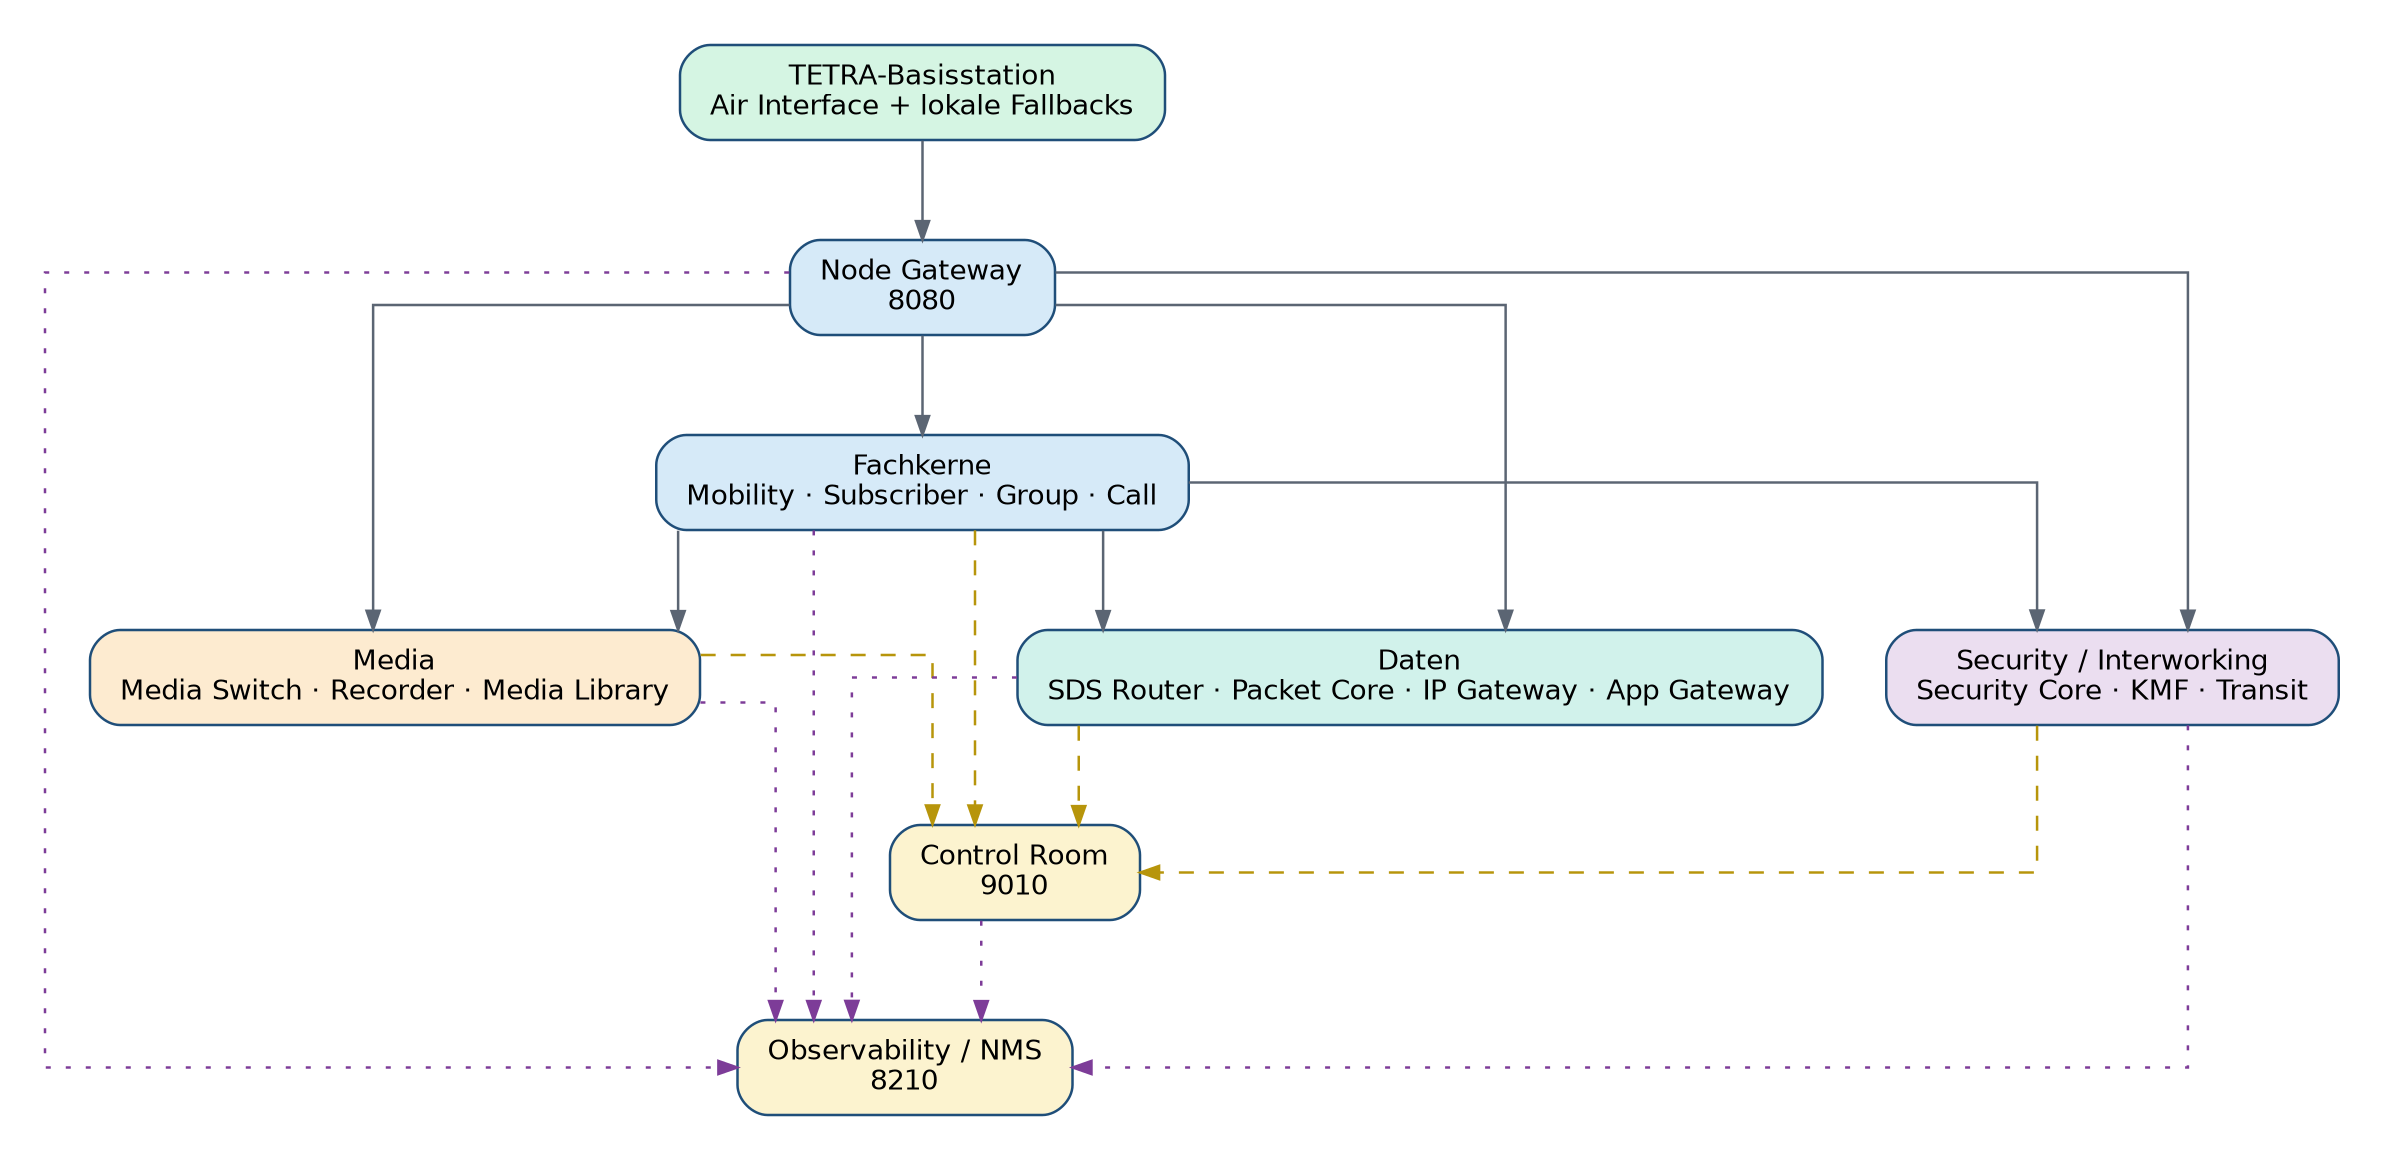 TETRA-Basisstation
Air Interface + lokale Fallbacks
Node Gateway
8080
Fachkerne
Mobility · Subscriber · Group · Call
Media
Media Switch · Recorder · Media Library
Daten
SDS Router · Packet Core · IP Gateway · App Gateway
Security / Interworking
Security Core · KMF · Transit
Control Room
9010
Observability / NMS
8210